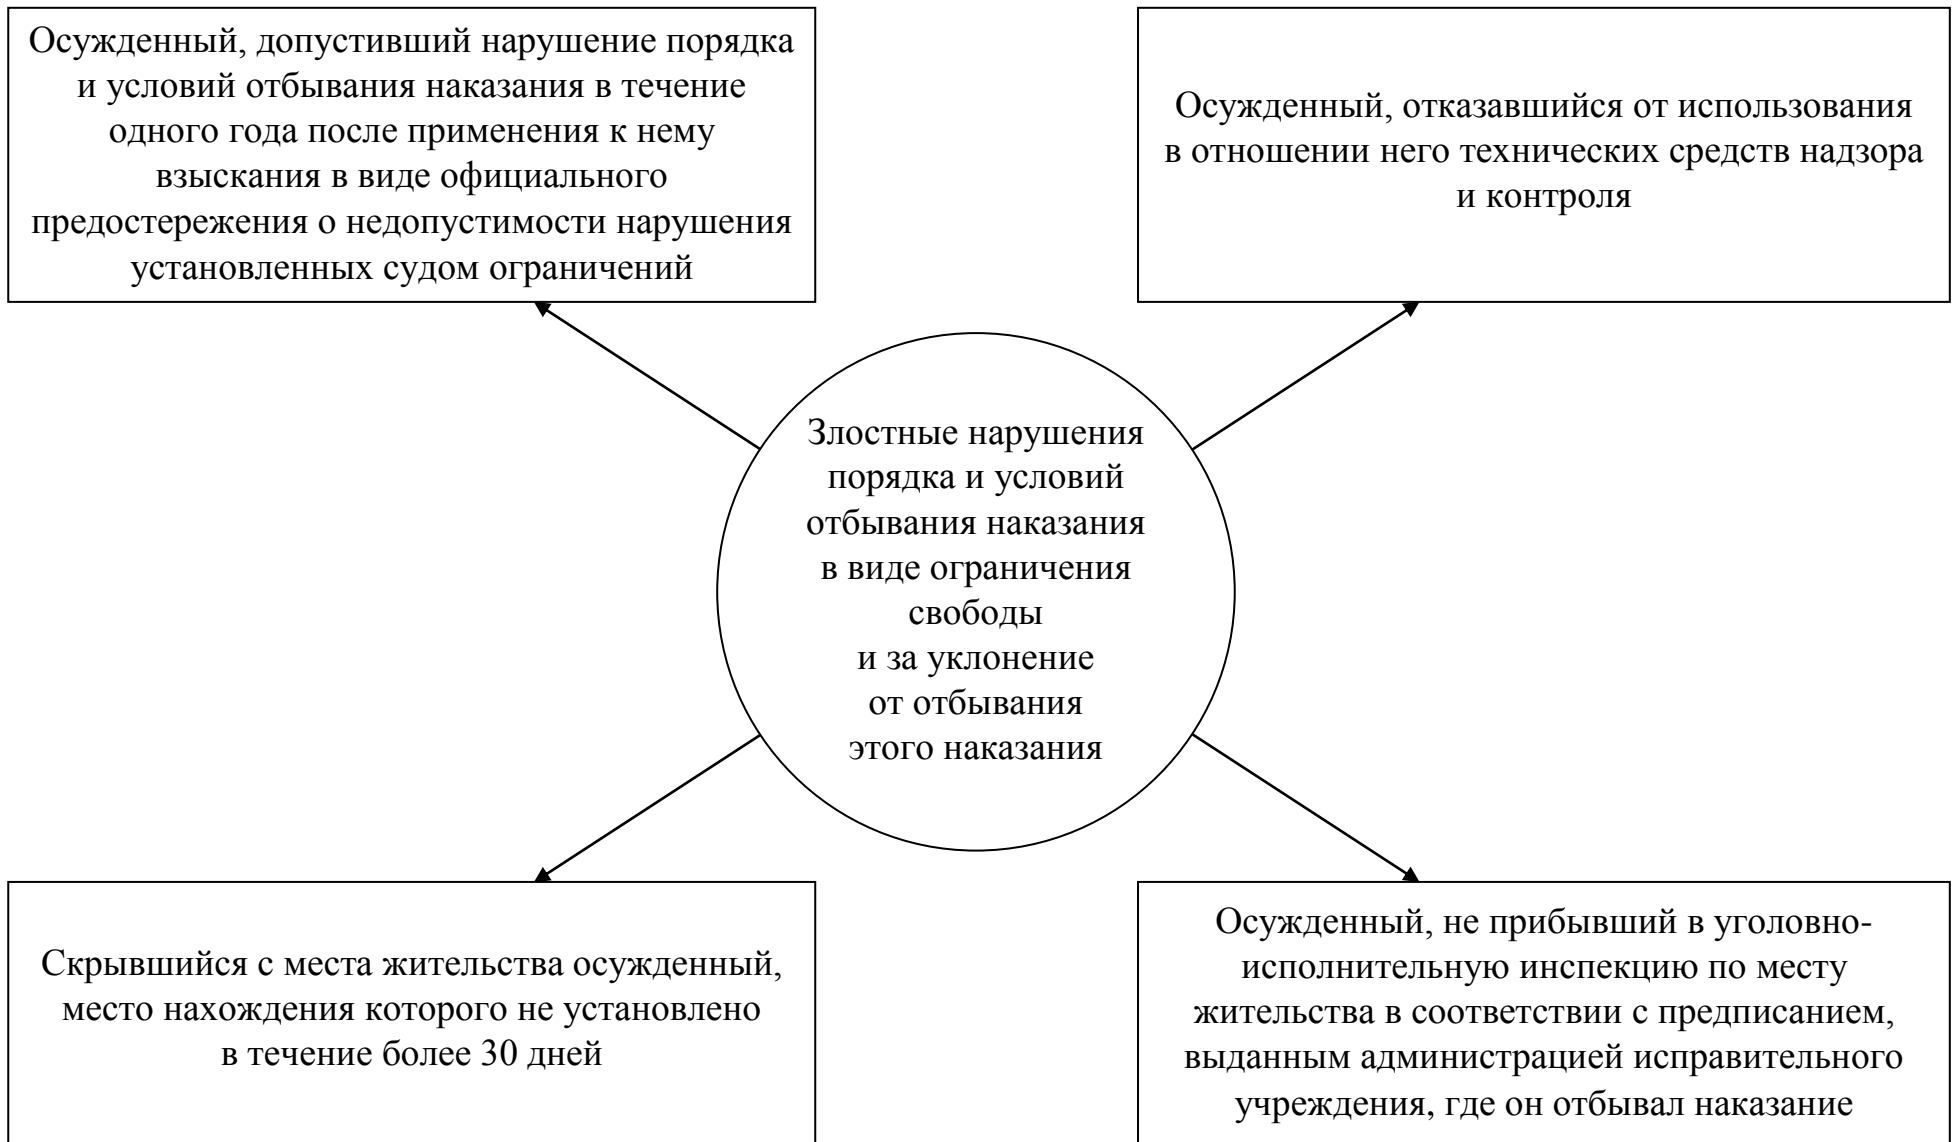 Осужденный, допустивший нарушение порядка
и условий отбывания наказания в течение
одного года после применения к нему
взыскания в виде официального
предостережения о недопустимости нарушения
установленных судом ограничений
Осужденный, отказавшийся от использования
в отношении него технических средств надзора
и контроля
Злостные нарушения
порядка и условий
отбывания наказания
в виде ограничения
свободы
и за уклонение
от отбывания
этого наказания
Скрывшийся с места жительства осужденный,
место нахождения которого не установлено
в течение более 30 дней
Осужденный, не прибывший в уголовно-
исполнительную инспекцию по месту
жительства в соответствии с предписанием,
выданным администрацией исправительного
учреждения, где он отбывал наказание